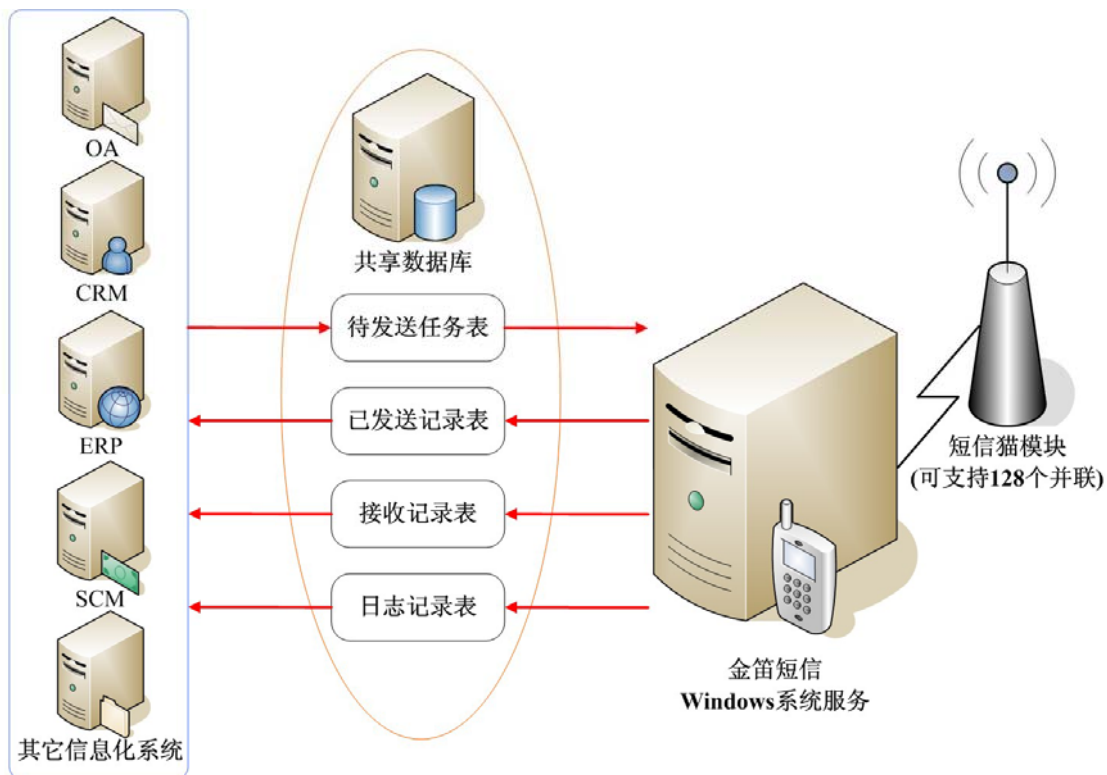 OA
CRM
ERP
SCM
其它信息化系统
共享数据库
待发送任务表
已发送记录表
接收记录表
日志记录表
金笛短信
Windows系统服务
短信猫模块
(可支持128个并联)